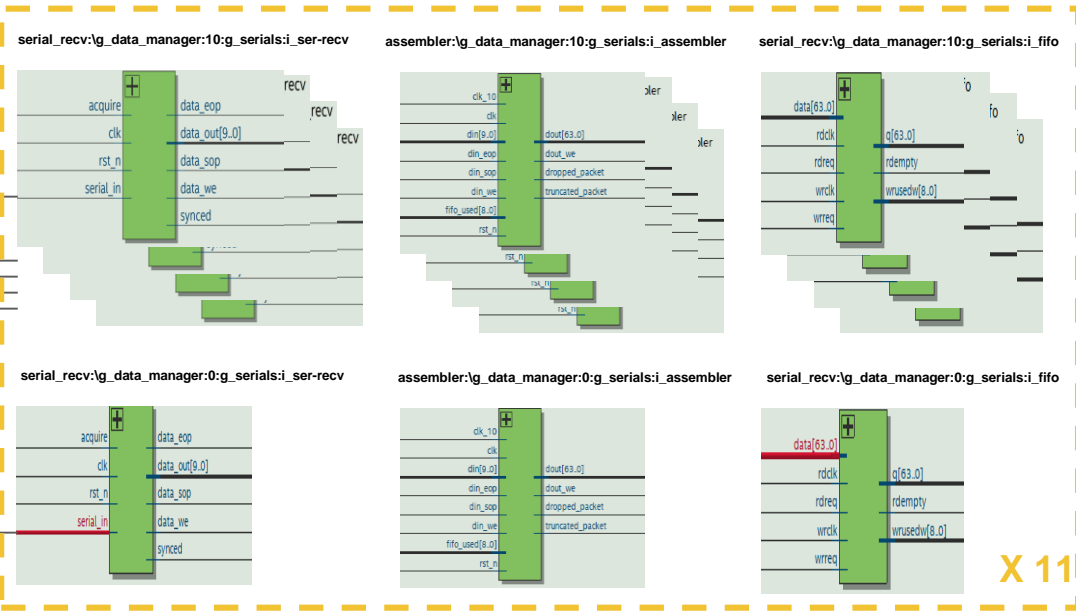 serial_recv:\g_data_manager:10:g_serials:i_ser-recv
assembler:\g_data_manager:10:g_serials:i_assembler
serial_recv:\g_data_manager:10:g_serials:i_fifo
acquire
clk
rst_n
serial_in
data_eop
data_out[9..0]
data_sop
data_we
synced
recv
recv
recv
clk_10
clk
din[9..0]
din_eop
din_sop
din_we
fifo_used[8..0]
rst_n
dout[63..0]
dout_we
dropped_packet
truncated_packet
bler
bler
bler
rst_n
rst_n
rst_n
data[63..0]
rdclk
rdreq
wrclk
wrreq
q[63..0]
rdempty
wrusedw[8..0]
fo
fo
fo
serial_recv:\g_data_manager:0:g_serials:i_ser-recv
assembler:\g_data_manager:0:g_serials:i_assembler
serial_recv:\g_data_manager:0:g_serials:i_fifo
acquire
clk
rst_n
serial_in
data_eop
data_out[9..0]
data_sop
data_we
synced
clk_10
clk
din[9..0]
din_eop
din_sop
din_we
fifo_used[8..0]
rst_n
dout[63..0]
dout_we
dropped_packet
truncated_packet
data[63..0]
rdclk
rdreq
wrclk
wrreq
q[63..0]
rdempty
wrusedw[8..0]
X 11